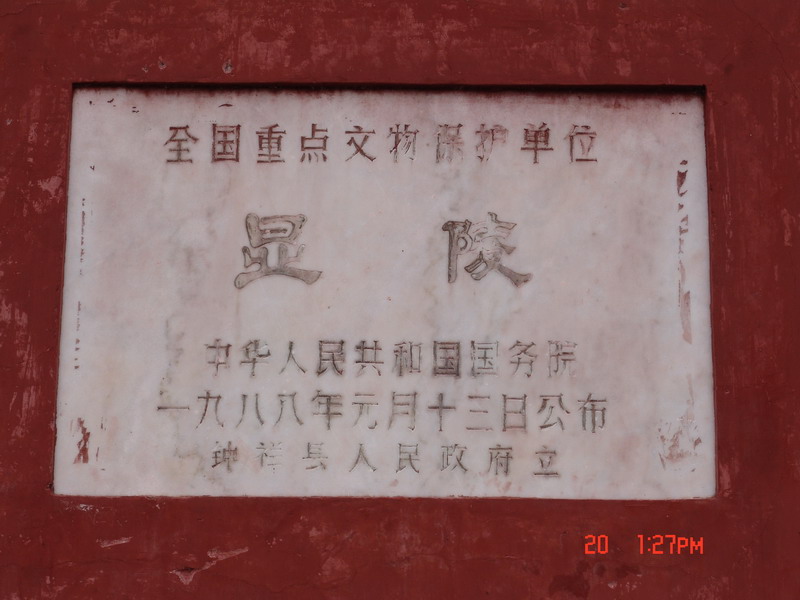 全国重点文物保护单位
显陵
中华人民共和国国务院
一九八八年元月十三日公布
钟祥县人民政府立
20 1:27PM